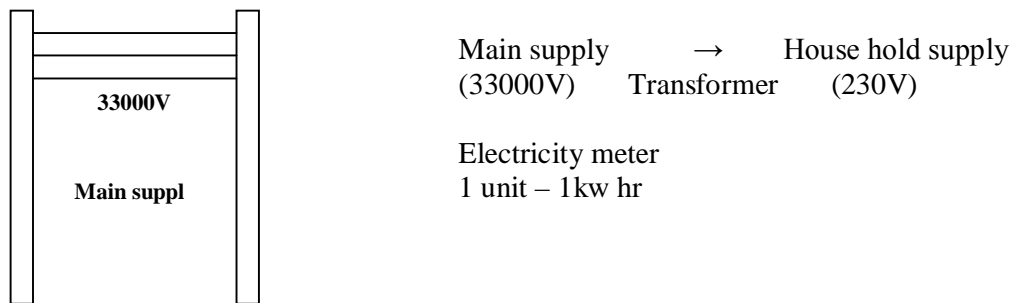 33000V
Main suppl
Main supply → House hold supply
(33000V) Transformer (230V)
Electricity meter
1 unit – 1kw hr